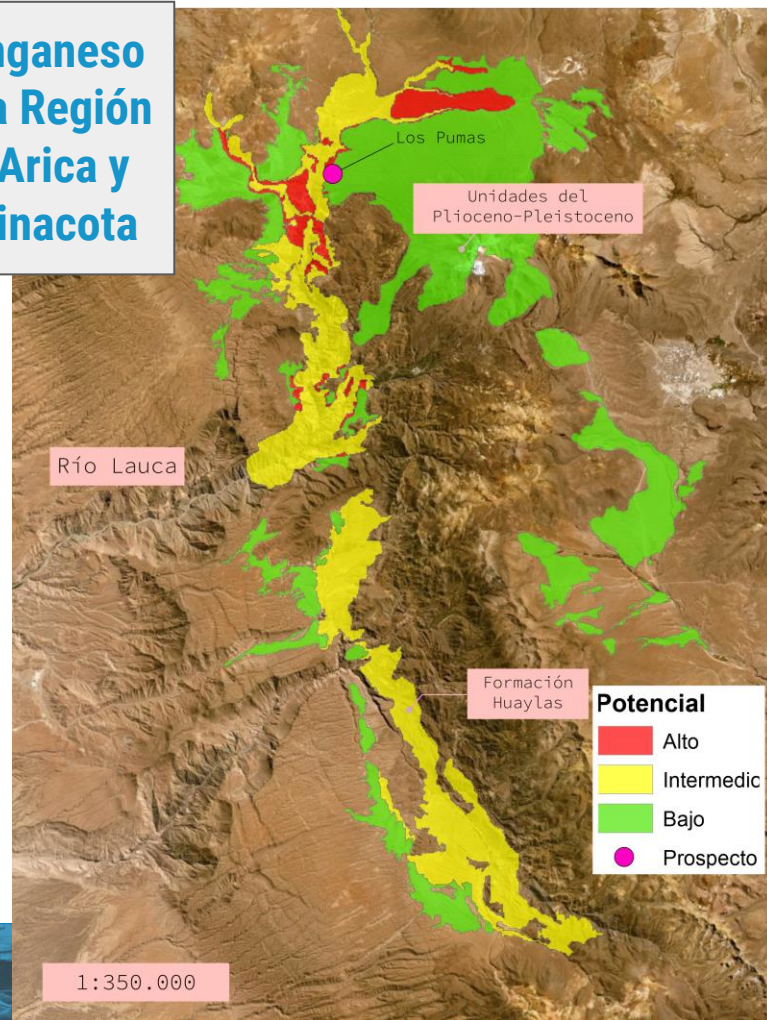 nganeso
a Región
Arica y
inacota
Los Pumas
Unidades del
Plioceno-Pleistoceno
Río Lauca
Formación
Huaylas
Potencial
Alto
Intermedio
Bajo
Prospecto
1:350.000